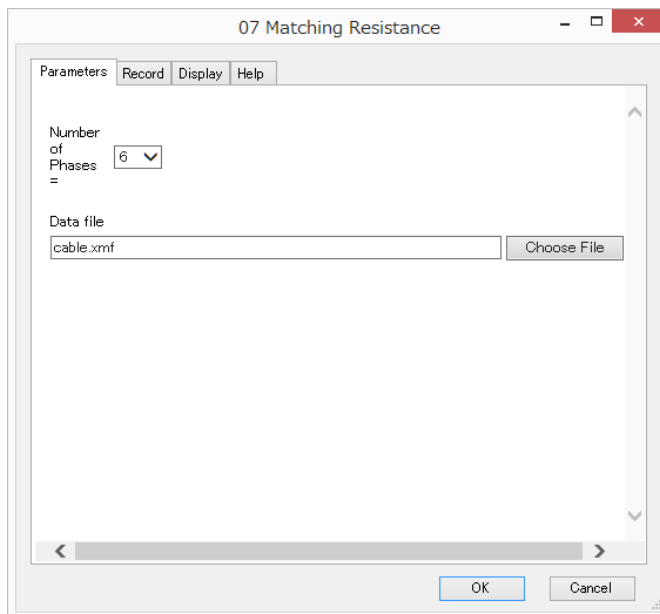 07 Matching Resistance
Parameters Record Display Help
Number
of
Phases
=
6
Data file
cable.xmf
Choose File
OK Cancel